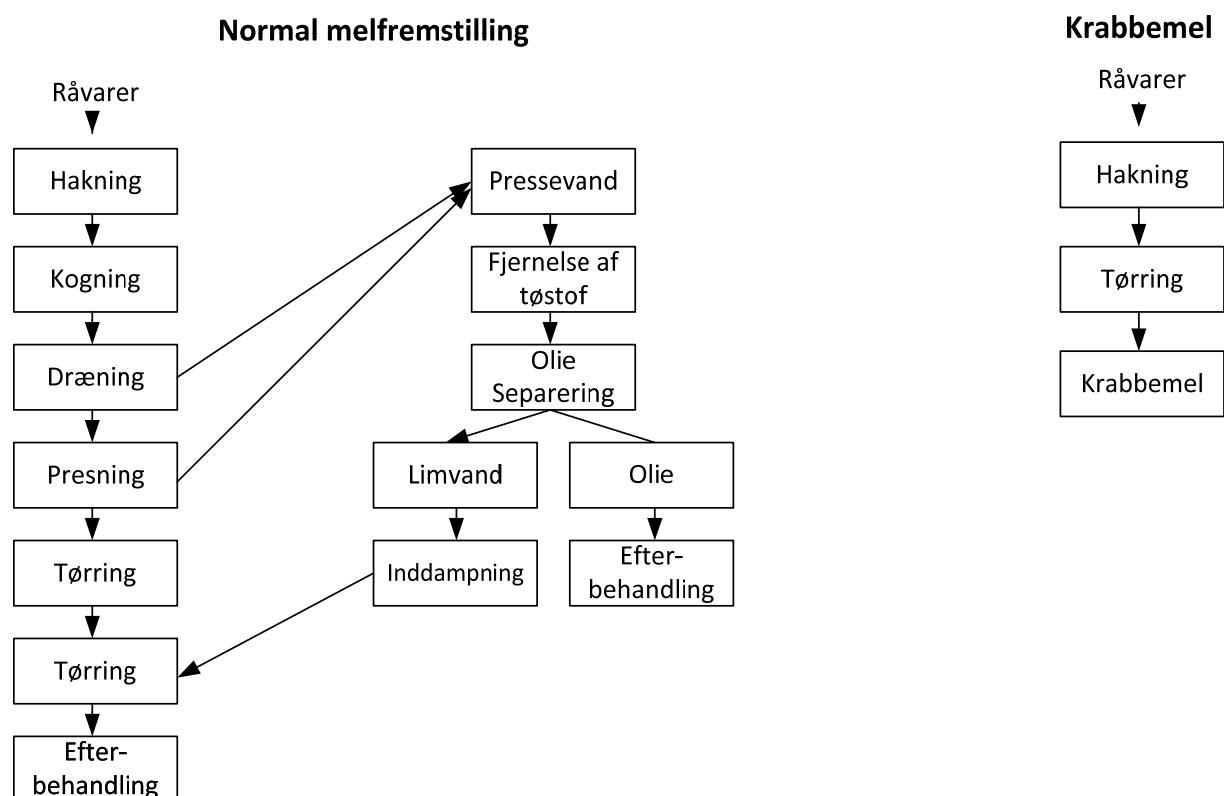 Normal melfremstilling
Råvarer
Hakning
Kogning
Dræning
Presning
Tørring
Tørring
Efter-
behandling
Pressevand
Fjernelse af
tøstof
Olie
Separering
Limvand
Inddampning
Olie
Efter-
behandling
Krabbemel
Råvarer
Hakning
Tørring
Krabbemel